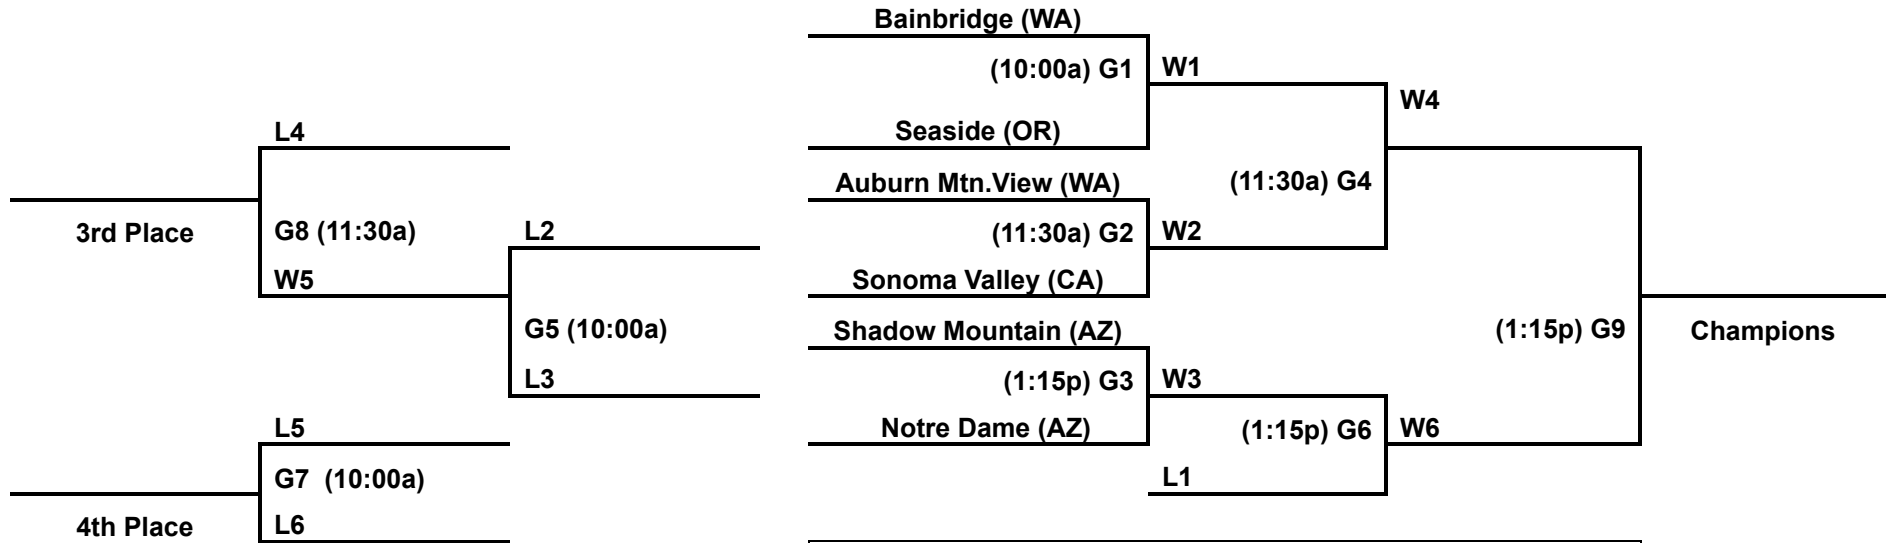 Bainbridge (WA)
(10:00a) G1
W1
W4
L4
Seaside (OR)
Auburn Mtn.View (WA)
(11:30a) G4
3rd Place
G8 (11:30a)
L2
(11:30a) G2
W2
W5
Sonoma Valley (CA)
G5 (10:00a)
Shadow Mountain (AZ)
(1:15p) G9
Champions
L3
(1:15p) G3
W3
L5
Notre Dame (AZ)
(1:15p) G6
W6
G7 (10:00a)
L1
4th Place
L6